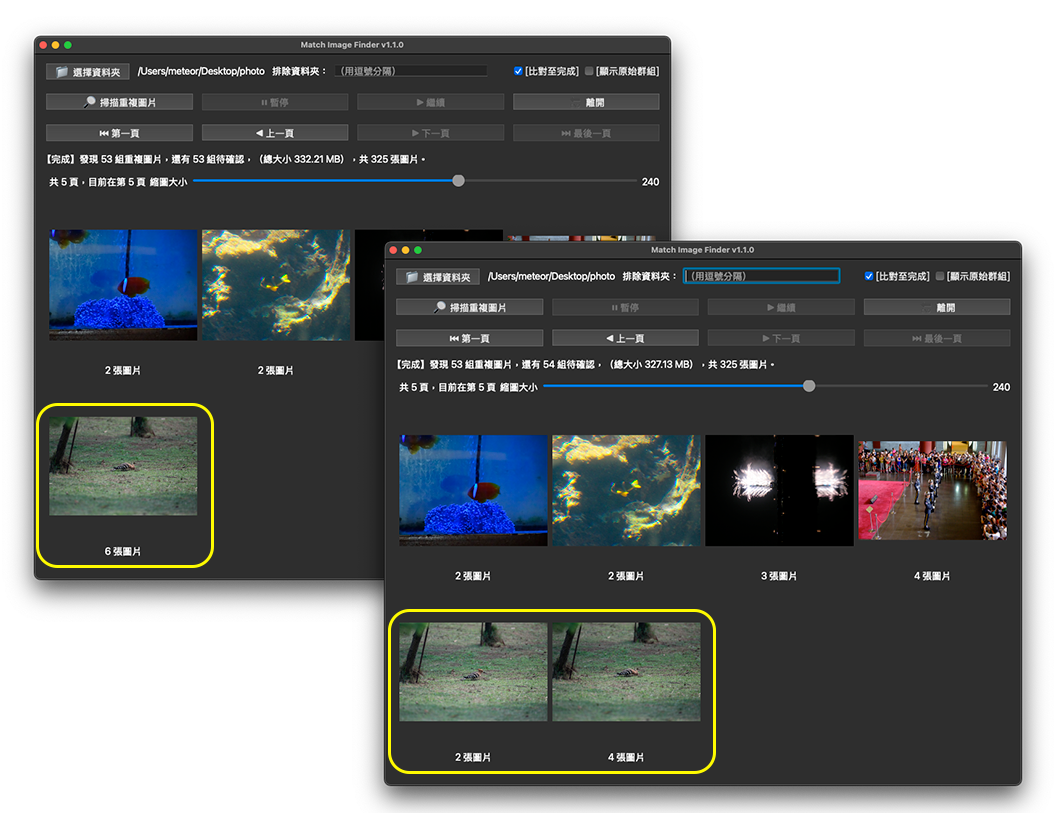 Match Image Finder v1.1.0
選擇資料夾 /Users/meteor/Desktop/photo 排除資料夾： （用逗號分隔） [比對至完成] [顯示原始群組]
掃描重複圖片 暫停 繼續 離開
第一頁 上一頁 下一頁 最後一頁
【完成】發現 53 組重複圖片，還有 53 組待確認，（總大小 332.21 MB），共 325 張圖片。
共 5 頁，目前在第 5 頁 縮圖大小 240
2 張圖片 2 張圖片
6 張圖片
Match Image Finder v1.1.0
選擇資料夾 /Users/meteor/Desktop/photo 排除資料夾： （用逗號分隔） [比對至完成] [顯示原始群組]
掃描重複圖片 暫停 繼續 離開
第一頁 上一頁 下一頁 最後一頁
【完成】發現 53 組重複圖片，還有 54 組待確認，（總大小 327.13 MB），共 325 張圖片。
共 5 頁，目前在第 5 頁 縮圖大小 240
2 張圖片 2 張圖片 3 張圖片 4 張圖片
2 張圖片 4 張圖片